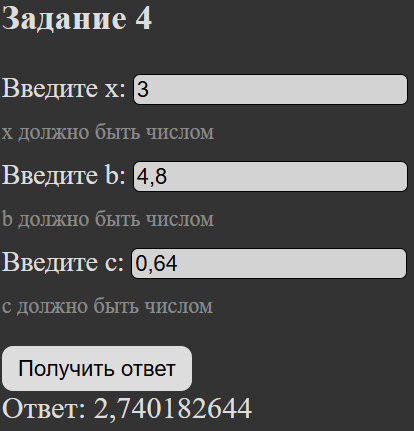 Задание 4
Введите x: 3
x должно быть числом
Введите b: 4,8
b должно быть числом
Введите c: 0,64
c должно быть числом
Получить ответ
Ответ: 2,740182644